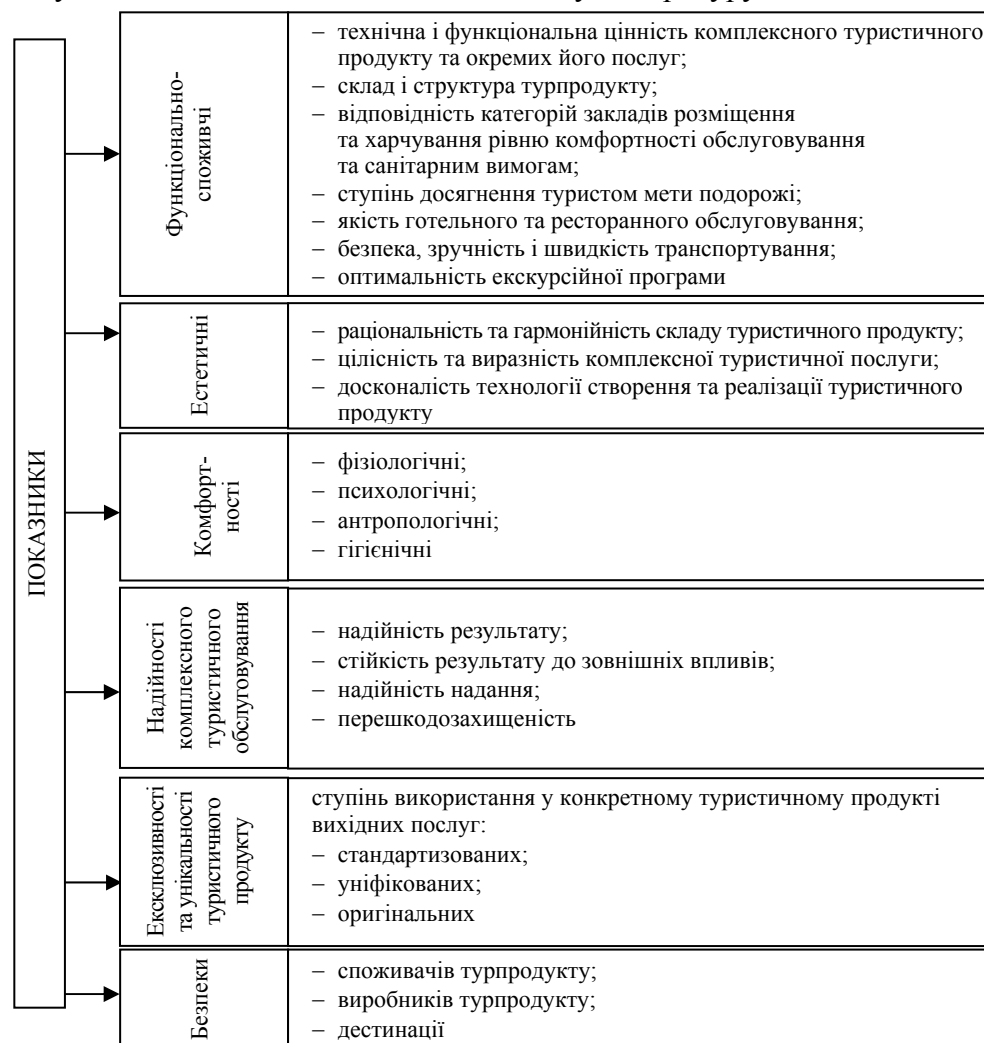 ПОКАЗНИКИ
Функціонально-
споживчі
– технічна і функціональна цінність комплексного туристичного
продукту та окремих його послуг;
– склад і структура турпродукту;
– відповідність категорій закладів розміщення
та харчування рівню комфортності обслуговування
та санітарним вимогам;
– ступінь досягнення туристом мети подорожі;
– якість готельного та ресторанного обслуговування;
– безпека, зручність і швидкість транспортування;
– оптимальність екскурсійної програми
Естетичні
– раціональність та гармонійність складу туристичного продукту;
– цілісність та виразність комплексної туристичної послуги;
– досконалість технології створення та реалізації туристичного
продукту
Комфорт-
ності
– фізіологічні;
– психологічні;
– антропологічні;
– гігієнічні
Надійності
комплексного
туристичного
обслуговування
– надійність результату;
– стійкість результату до зовнішніх впливів;
– надійність надання;
– перешкодозахищеність
Ексклюзивності
та унікальності
туристичного
продукту
ступінь використання у конкретному туристичному продукті
вихідних послуг:
– стандартизованих;
– уніфікованих;
– оригінальних
Безпеки
– споживачів турпродукту;
– виробників турпродукту;
– дестинації